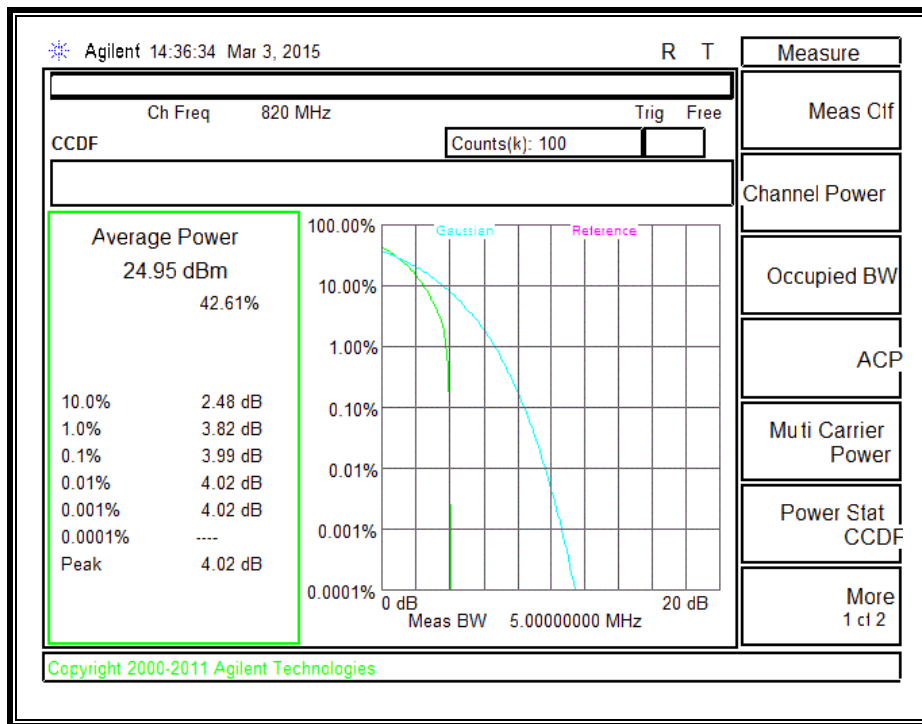 Agilent 14:36:34 Mar 3, 2015 R T
Measure
Ch Freq 820 MHz Trig Free
Meas Off
CCDF Counts(k): 100
Channel Power
Average Power
24.95 dBm
42.61%
10.0% 2.48 dB
1.0% 3.82 dB
0.1% 3.99 dB
0.01% 4.02 dB
0.001% 4.02 dB
0.0001% ----
Peak 4.02 dB
Gaussian Reference
100.00%
10.00%
1.00%
0.10%
0.01%
0.001%
0.0001%
0 dB 20 dB
Meas BW 5.00000000 MHz
Occupied BW
ACP
Multi Carrier
Power
Power Stat
CCDF
More
1 of 2
Copyright 2000-2011 Agilent Technologies